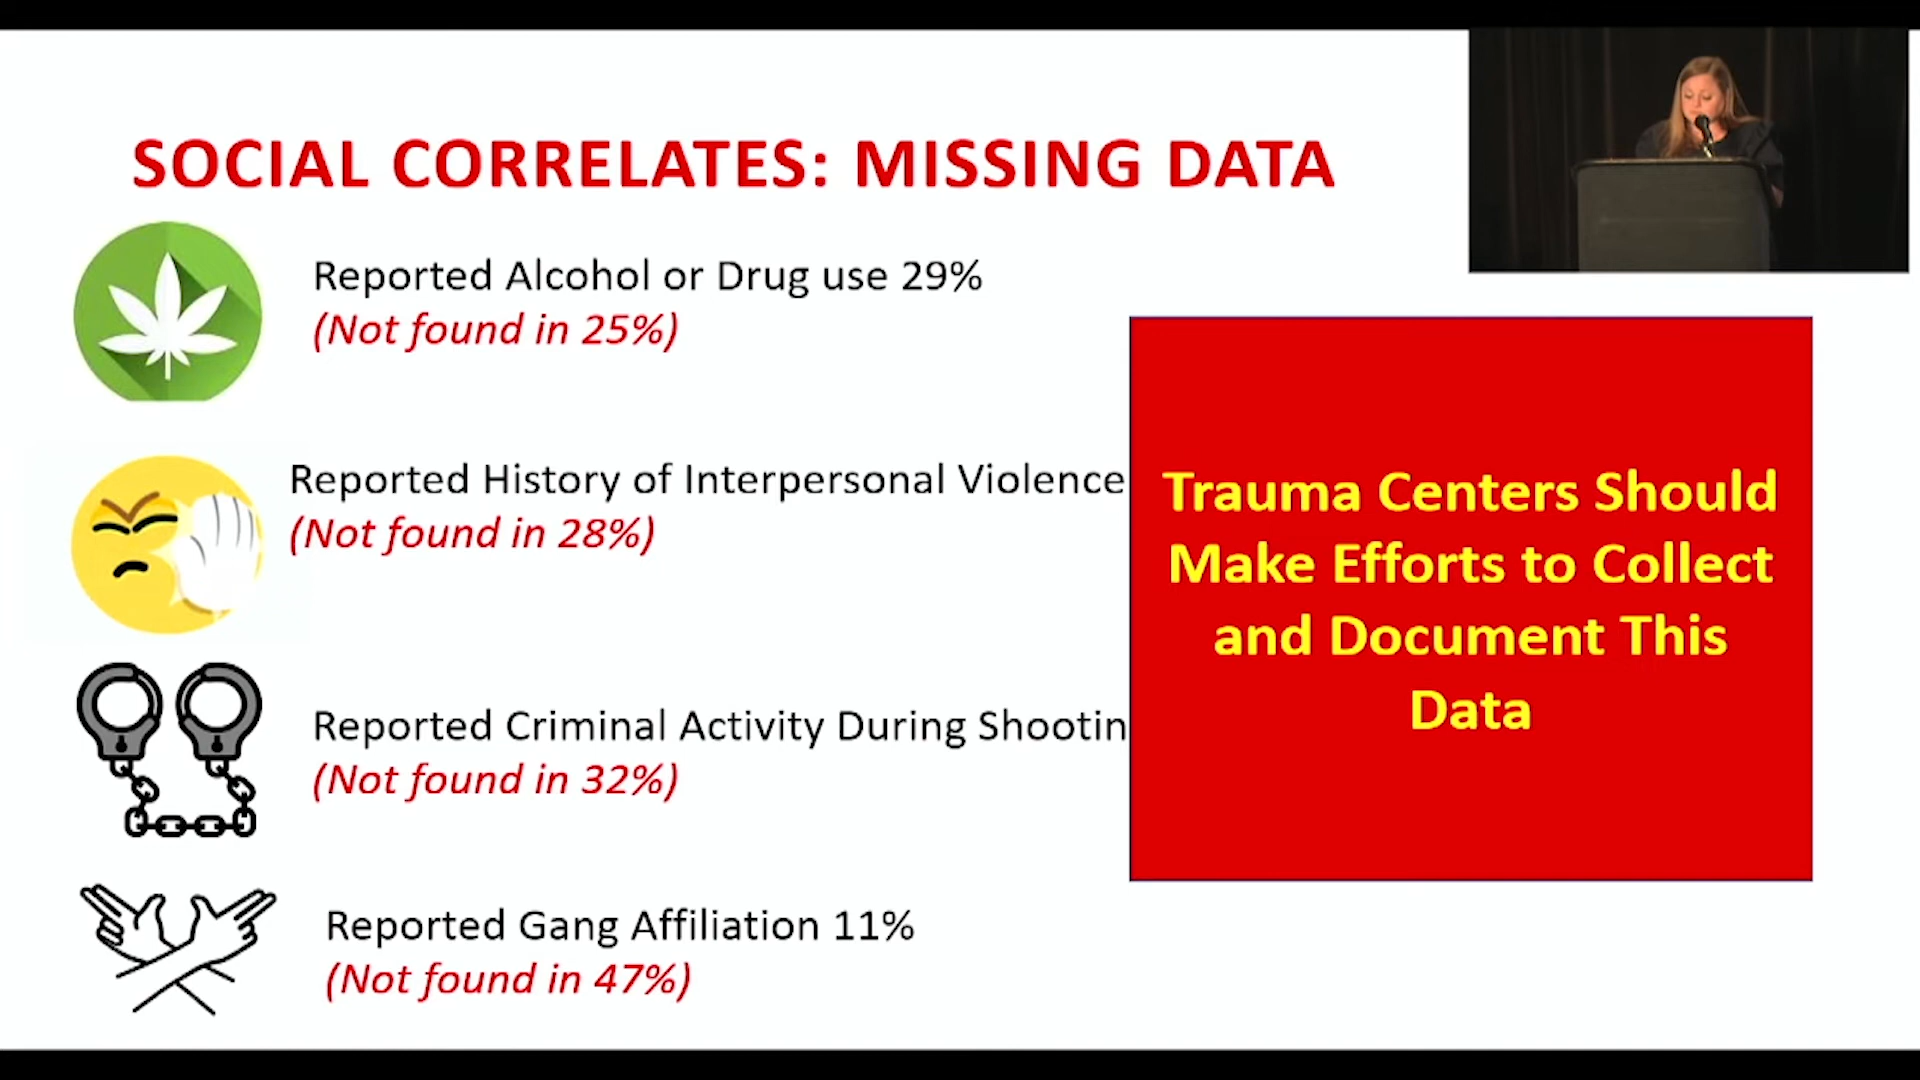 SOCIAL CORRELATES: MISSING DATA
Reported Alcohol or Drug use 29%
(Not found in 25%)
Reported History of Interpersonal Violence
(Not found in 28%)
Reported Criminal Activity During Shootin
(Not found in 32%)
Reported Gang Affiliation 11%
(Not found in 47%)
Trauma Centers Should
Make Efforts to Collect
and Document This
Data